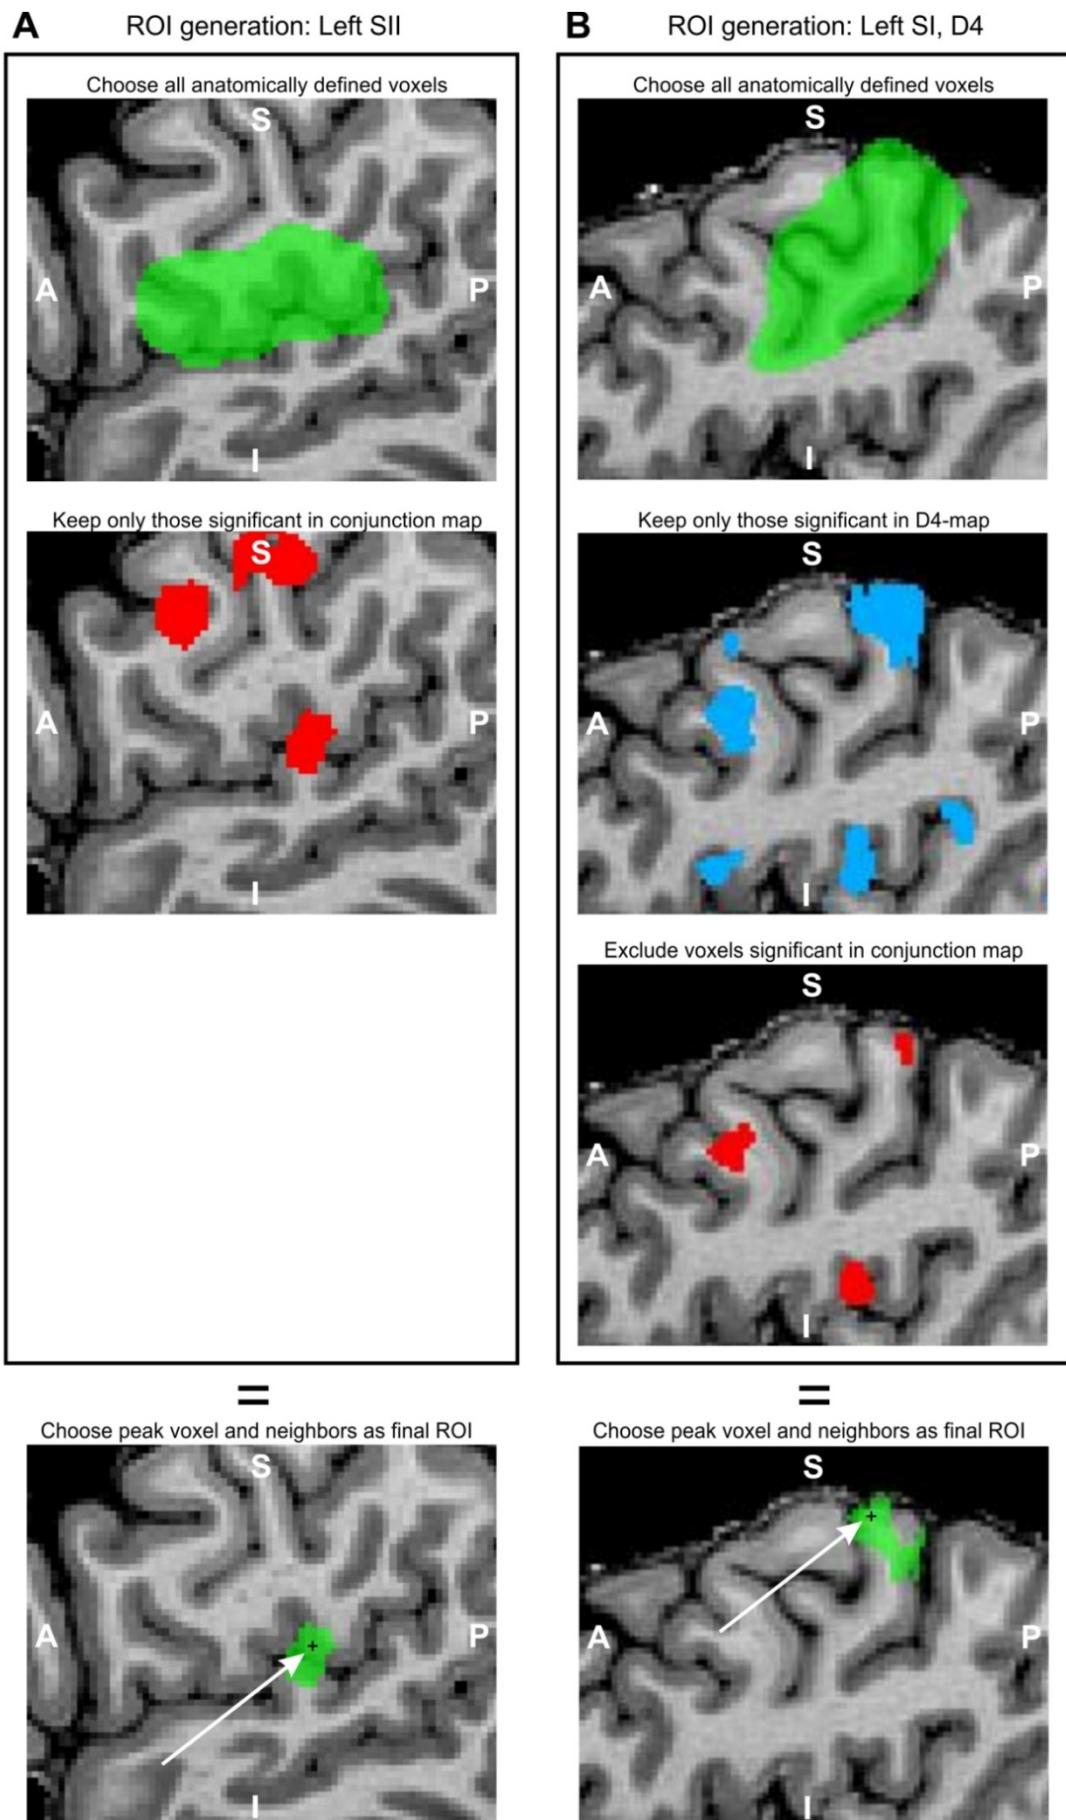 A ROI generation: Left SII
Choose all anatomically defined voxels
S
A P
I
Keep only those significant in conjunction map
S
A P
I
=
Choose peak voxel and neighbors as final ROI
S
A P
I
B ROI generation: Left SI, D4
Choose all anatomically defined voxels
S
A P
I
Keep only those significant in D4-map
S
A P
I
Exclude voxels significant in conjunction map
S
A P
I
=
Choose peak voxel and neighbors as final ROI
S
A P
I